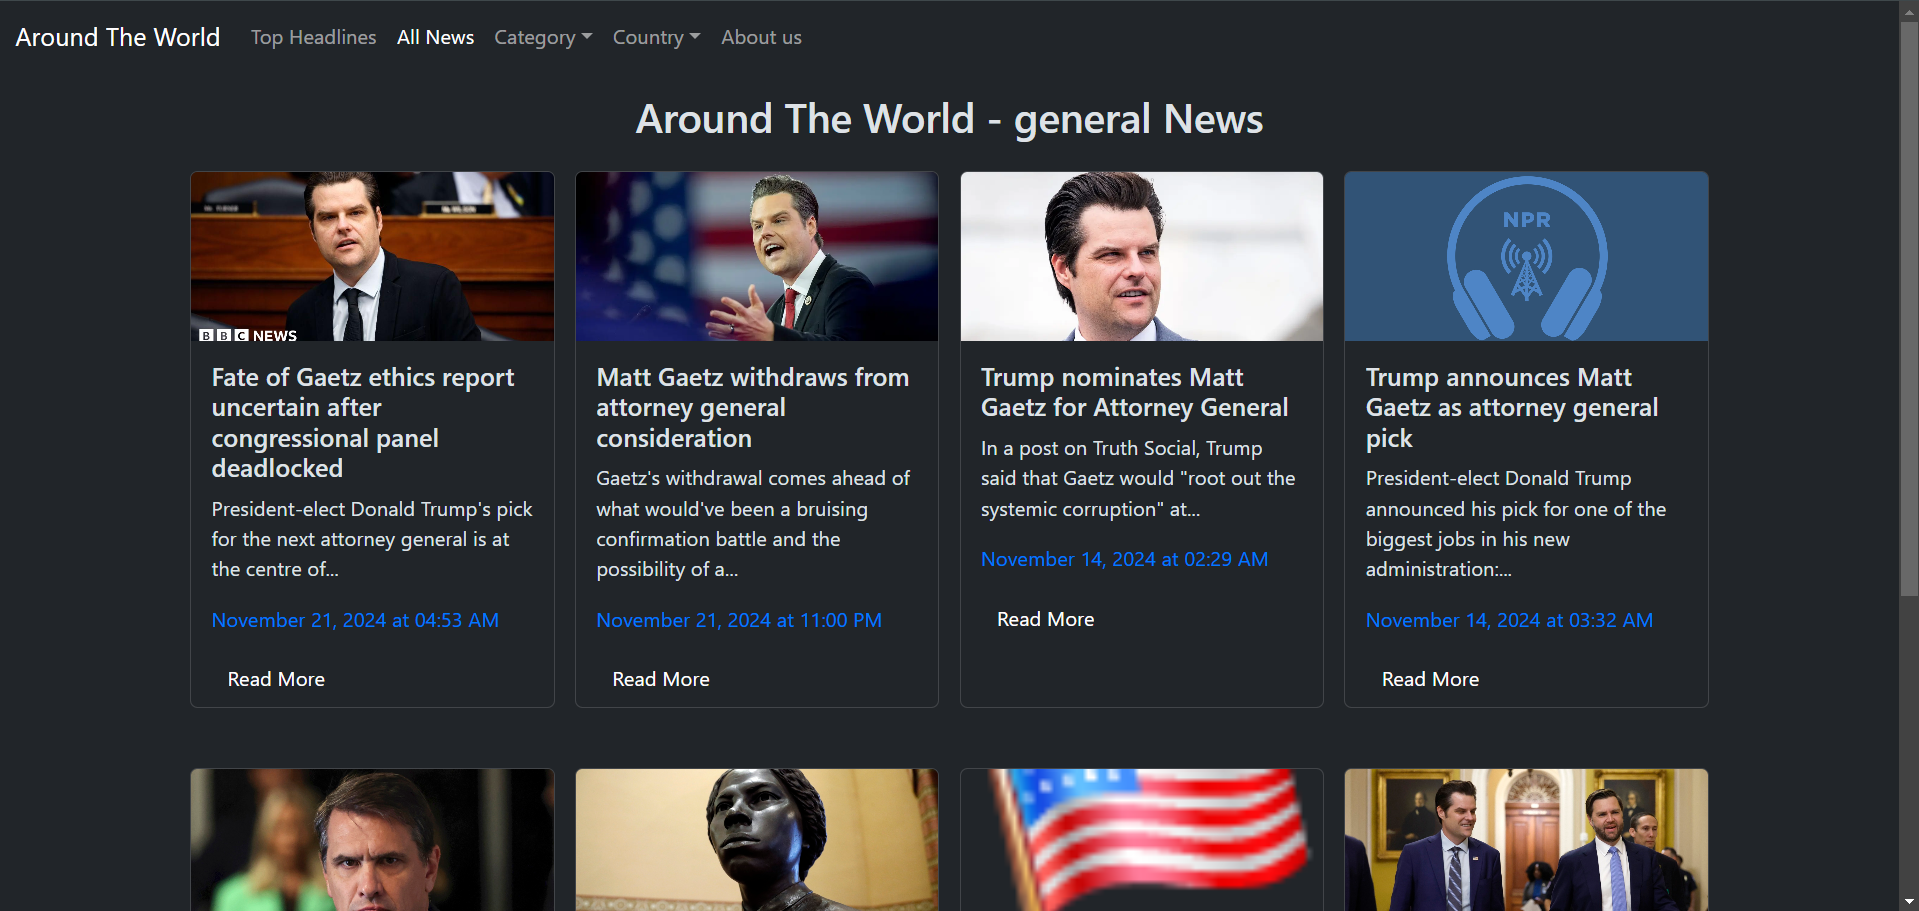 Around The World
Top Headlines
All News
Category
Country
About us
Around The World - general News
BBC NEWS
Fate of Gaetz ethics report
uncertain after
congressional panel
deadlocked
President-elect Donald Trump's pick
for the next attorney general is at
the centre of...
November 21, 2024 at 04:53 AM
Read More
Matt Gaetz withdraws from
attorney general
consideration
Gaetz's withdrawal comes ahead of
what would've been a bruising
confirmation battle and the
possibility of a...
November 21, 2024 at 11:00 PM
Read More
Trump nominates Matt
Gaetz for Attorney General
In a post on Truth Social, Trump
said that Gaetz would "root out the
systemic corruption" at...
November 14, 2024 at 02:29 AM
Read More
NPR
Trump announces Matt
Gaetz as attorney general
pick
President-elect Donald Trump
announced his pick for one of the
biggest jobs in his new
administration:...
November 14, 2024 at 03:32 AM
Read More